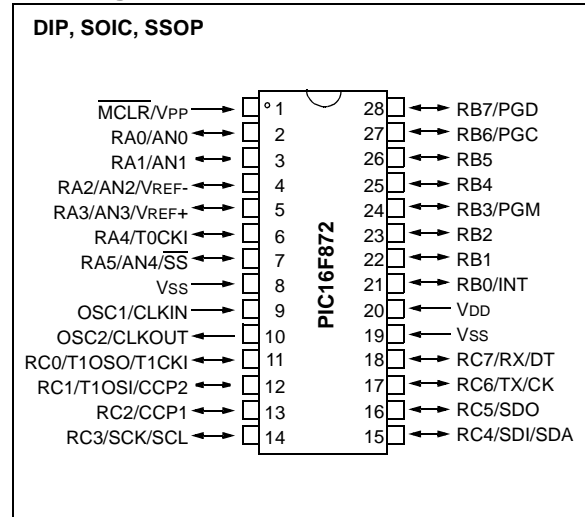 DIP, SOIC, SSOP
MCLR/VPP 1 28 RB7/PGD
RA0/AN0 2 27 RB6/PGC
RA1/AN1 3 26 RB5
RA2/AN2/VREF- 4 25 RB4
RA3/AN3/VREF+ 5 24 RB3/PGM
RA4/T0CKI 6 23 RB2
RA5/AN4/SS 7 22 RB1
VSS 8 21 RB0/INT
OSC1/CLKIN 9 20 VDD
OSC2/CLKOUT 10 19 VSS
RC0/T1OSO/T1CKI 11 18 RC7/RX/DT
RC1/T1OSI/CCP2 12 17 RC6/TX/CK
RC2/CCP1 13 16 RC5/SDO
RC3/SCK/SCL 14 15 RC4/SDI/SDA
PIC16F872